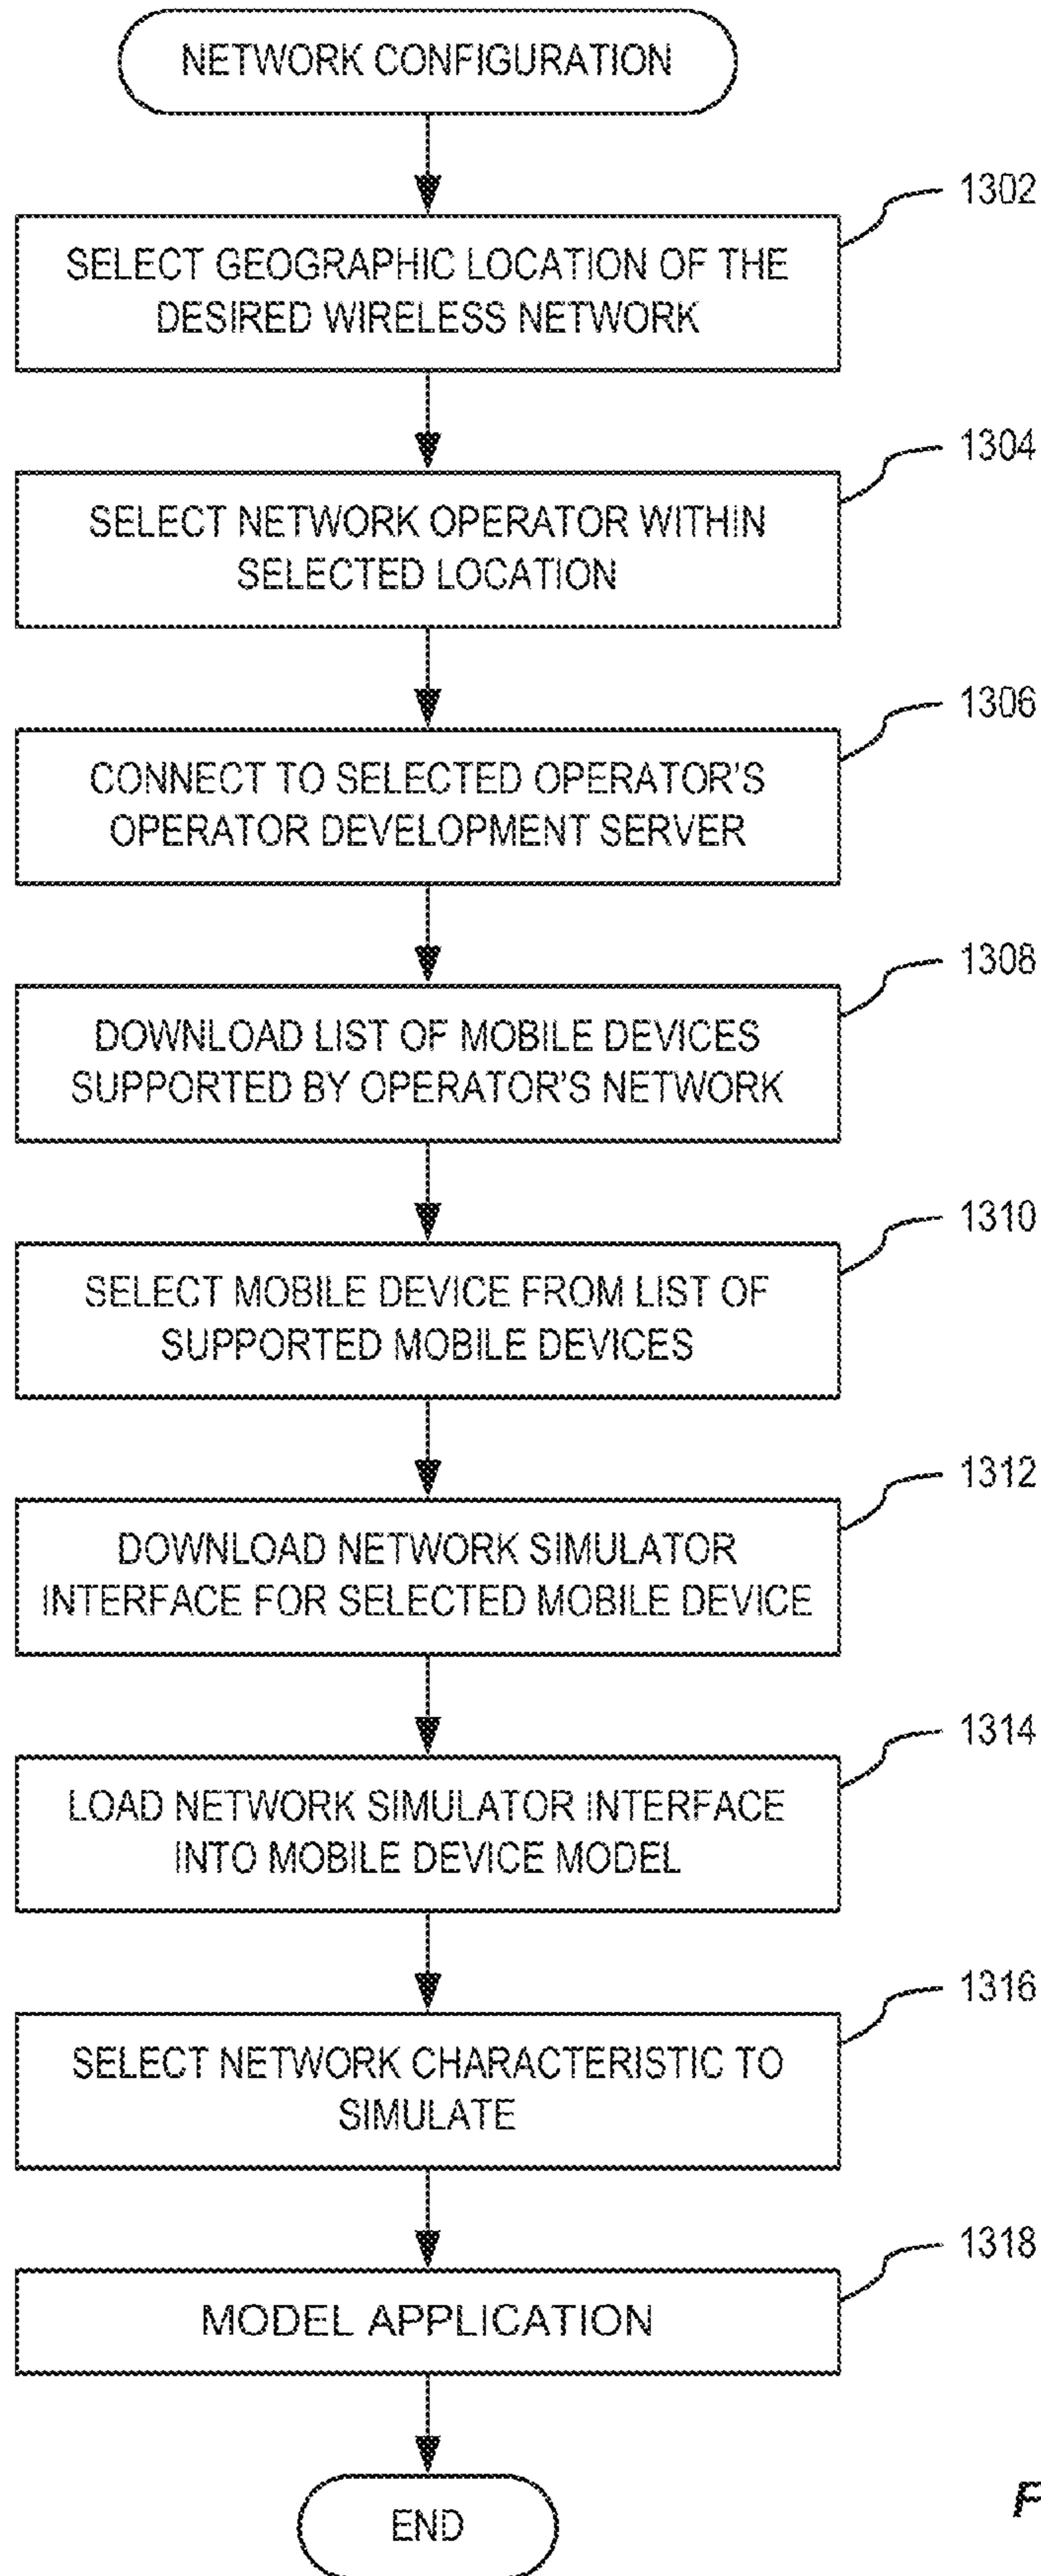 NETWORK CONFIGURATION
1302
SELECT GEOGRAPHIC LOCATION OF THE
DESIRED WIRELESS NETWORK
1304
SELECT NETWORK OPERATOR WITHIN
SELECTED LOCATION
1306
CONNECT TO SELECTED OPERATOR'S
OPERATOR DEVELOPMENT SERVER
1308
DOWNLOAD LIST OF MOBILE DEVICES
SUPPORTED BY OPERATOR'S NETWORK
1310
SELECT MOBILE DEVICE FROM LIST OF
SUPPORTED MOBILE DEVICES
1312
DOWNLOAD NETWORK SIMULATOR
INTERFACE FOR SELECTED MOBILE DEVICE
1314
LOAD NETWORK SIMULATOR INTERFACE
INTO MOBILE DEVICE MODEL
1316
SELECT NETWORK CHARACTERISTIC TO
SIMULATE
1318
MODEL APPLICATION
END